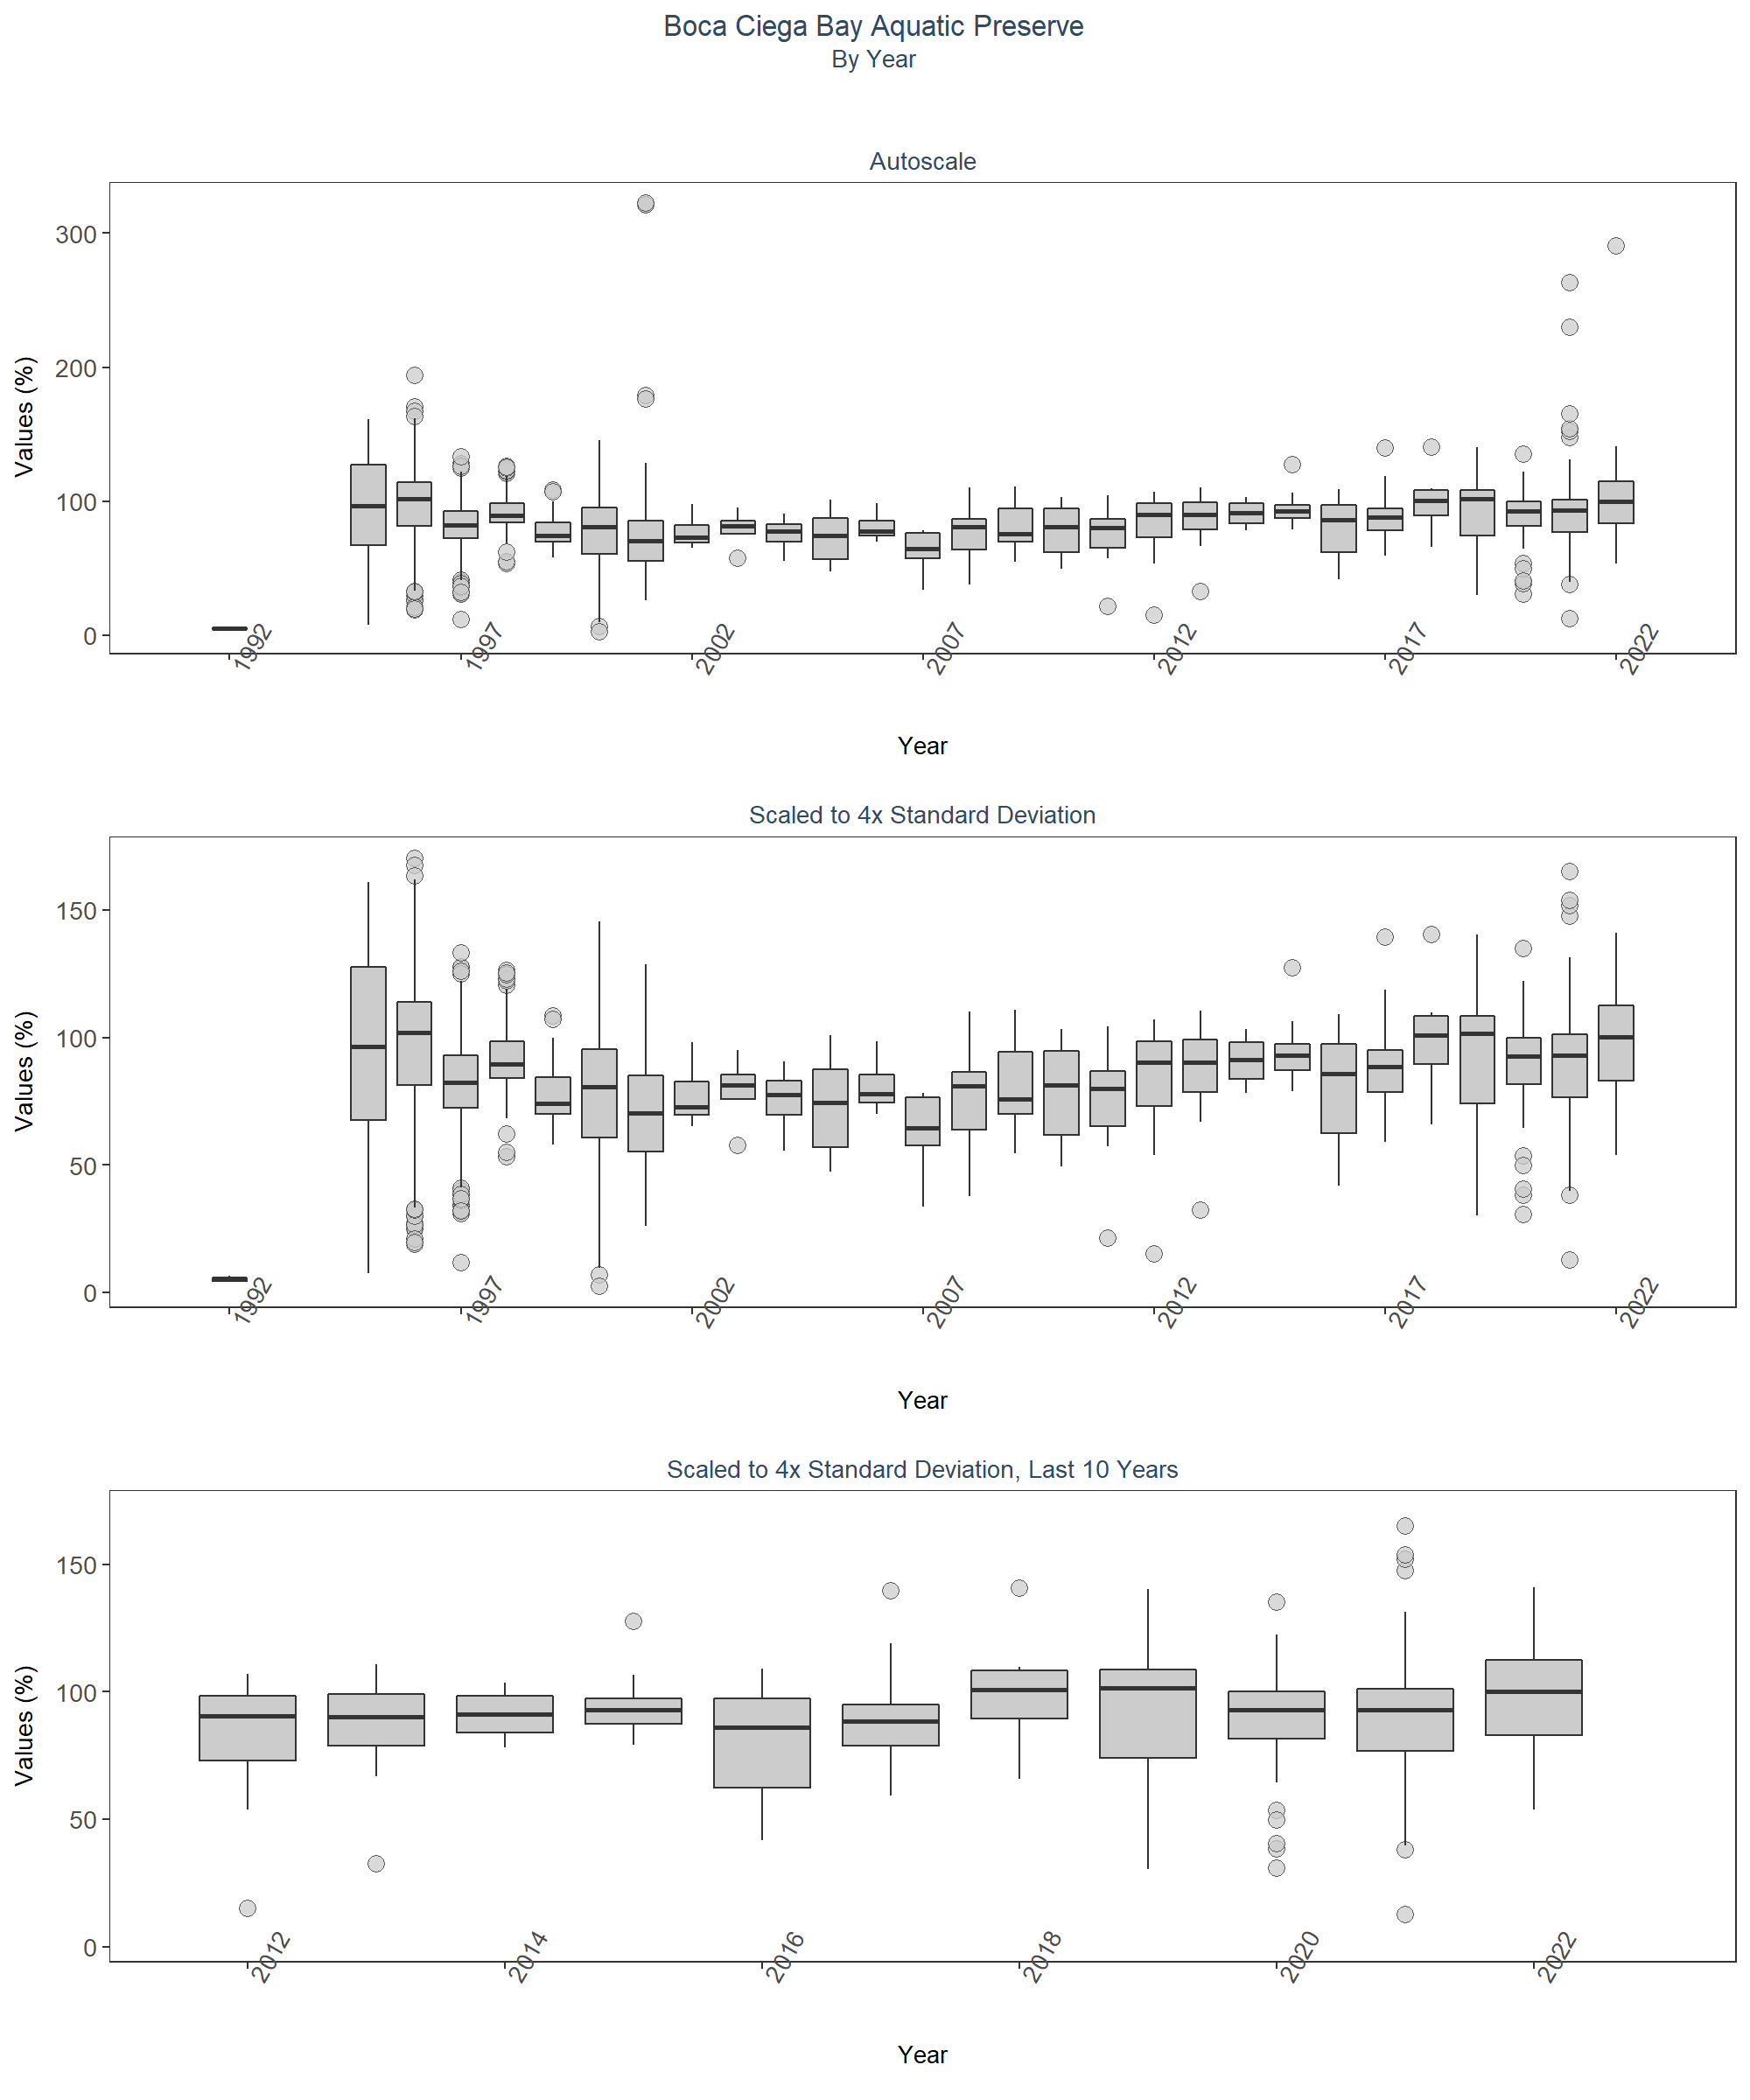 Boca Ciega Bay Aquatic Preserve
By Year
Autoscale
Values (%)
300
200
100
0
1992
1997
2002
2007
2012
2017
2022
Year
Scaled to 4x Standard Deviation
Values (%)
150
100
50
0
1992
1997
2002
2007
2012
2017
2022
Year
Scaled to 4x Standard Deviation, Last 10 Years
Values (%)
150
100
50
0
2012
2014
2016
2018
2020
2022
Year